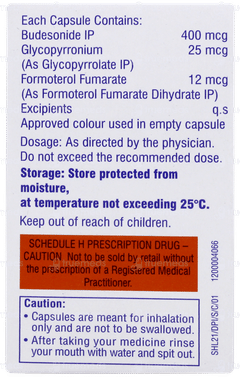 Each Capsule Contains:
Budesonide IP 400 mcg
Glycopyrronium 25 mcg
(As Glycopyrrolate IP)
Formoterol Fumarate 12 mcg
(As Formoterol Fumarate Dihydrate IP)
Excipients q.s
Approved colour used in empty capsule
Dosage: As directed by the physician.
Do not exceed the recommended dose.
Storage: Store protected from
moisture,
at temperature not exceeding 25°C.
Keep out of reach of children.
SCHEDULE H PRESCRIPTION DRUG –
CAUTION Not to be sold by retail without
the prescription of a Registered Medical
Practitioner.
Caution:
• Capsules are meant for inhalation
only and are not to be swallowed.
• After taking your medicine rinse
your mouth with water and spit out.
1200004066
SHL21/DPI/S/C/01